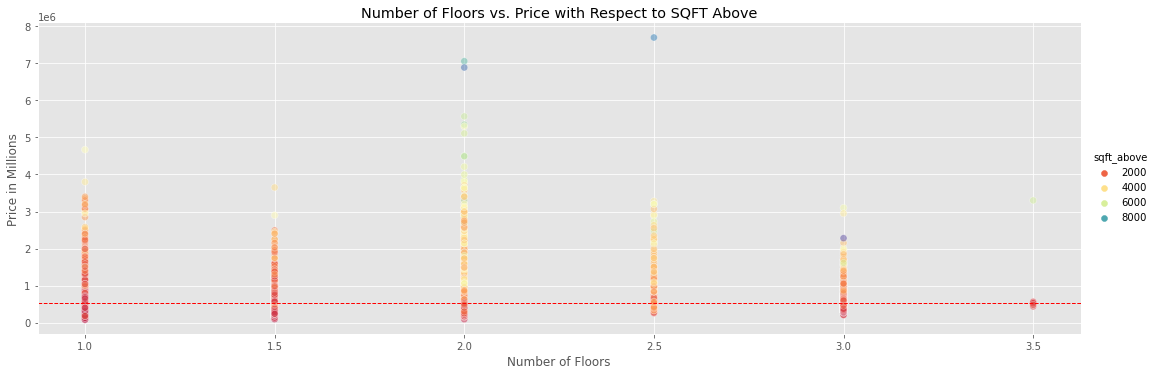 Number of Floors vs. Price with Respect to SQFT Above
1e6
8
7
6
5
4
3
2
1
0
Price in Millions
1.0 1.5 2.0 2.5 3.0 3.5
Number of Floors
sqft_above
2000
4000
6000
8000